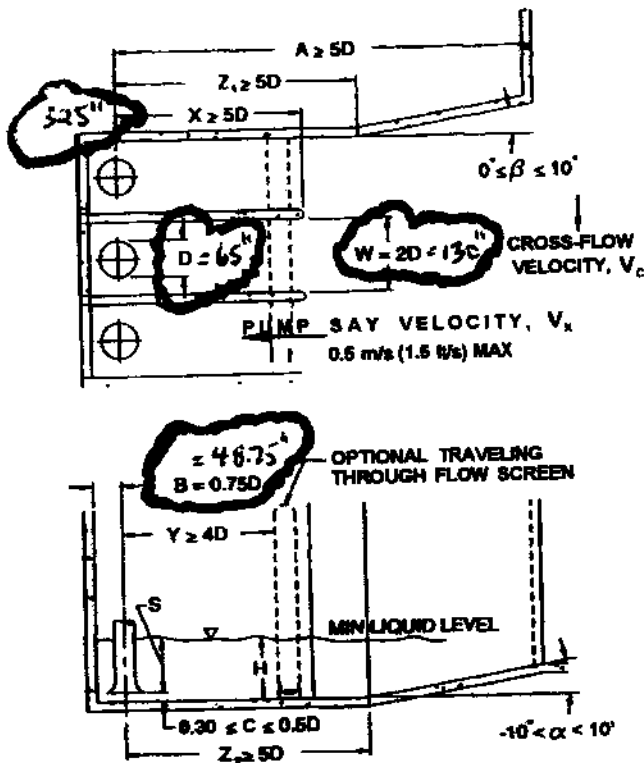 A ≥ 5D
Z₁ ≥ 5D
325"
X ≥ 5D
0° ≤ β ≤ 10°
D = 65"
W = 2D = 130"
CROSS-FLOW
VELOCITY, Vc
PUMP SAY VELOCITY, Vx
0.5 m/s (1.5 ft/s) MAX
= 48.75"
B = 0.75D
OPTIONAL TRAVELING
THROUGH FLOW SCREEN
Y ≥ 4D
S
MIN LIQUID LEVEL
H
0.30 ≤ C ≤ 0.5D
-10° < α < 10°
Z₂ ≥ 5D